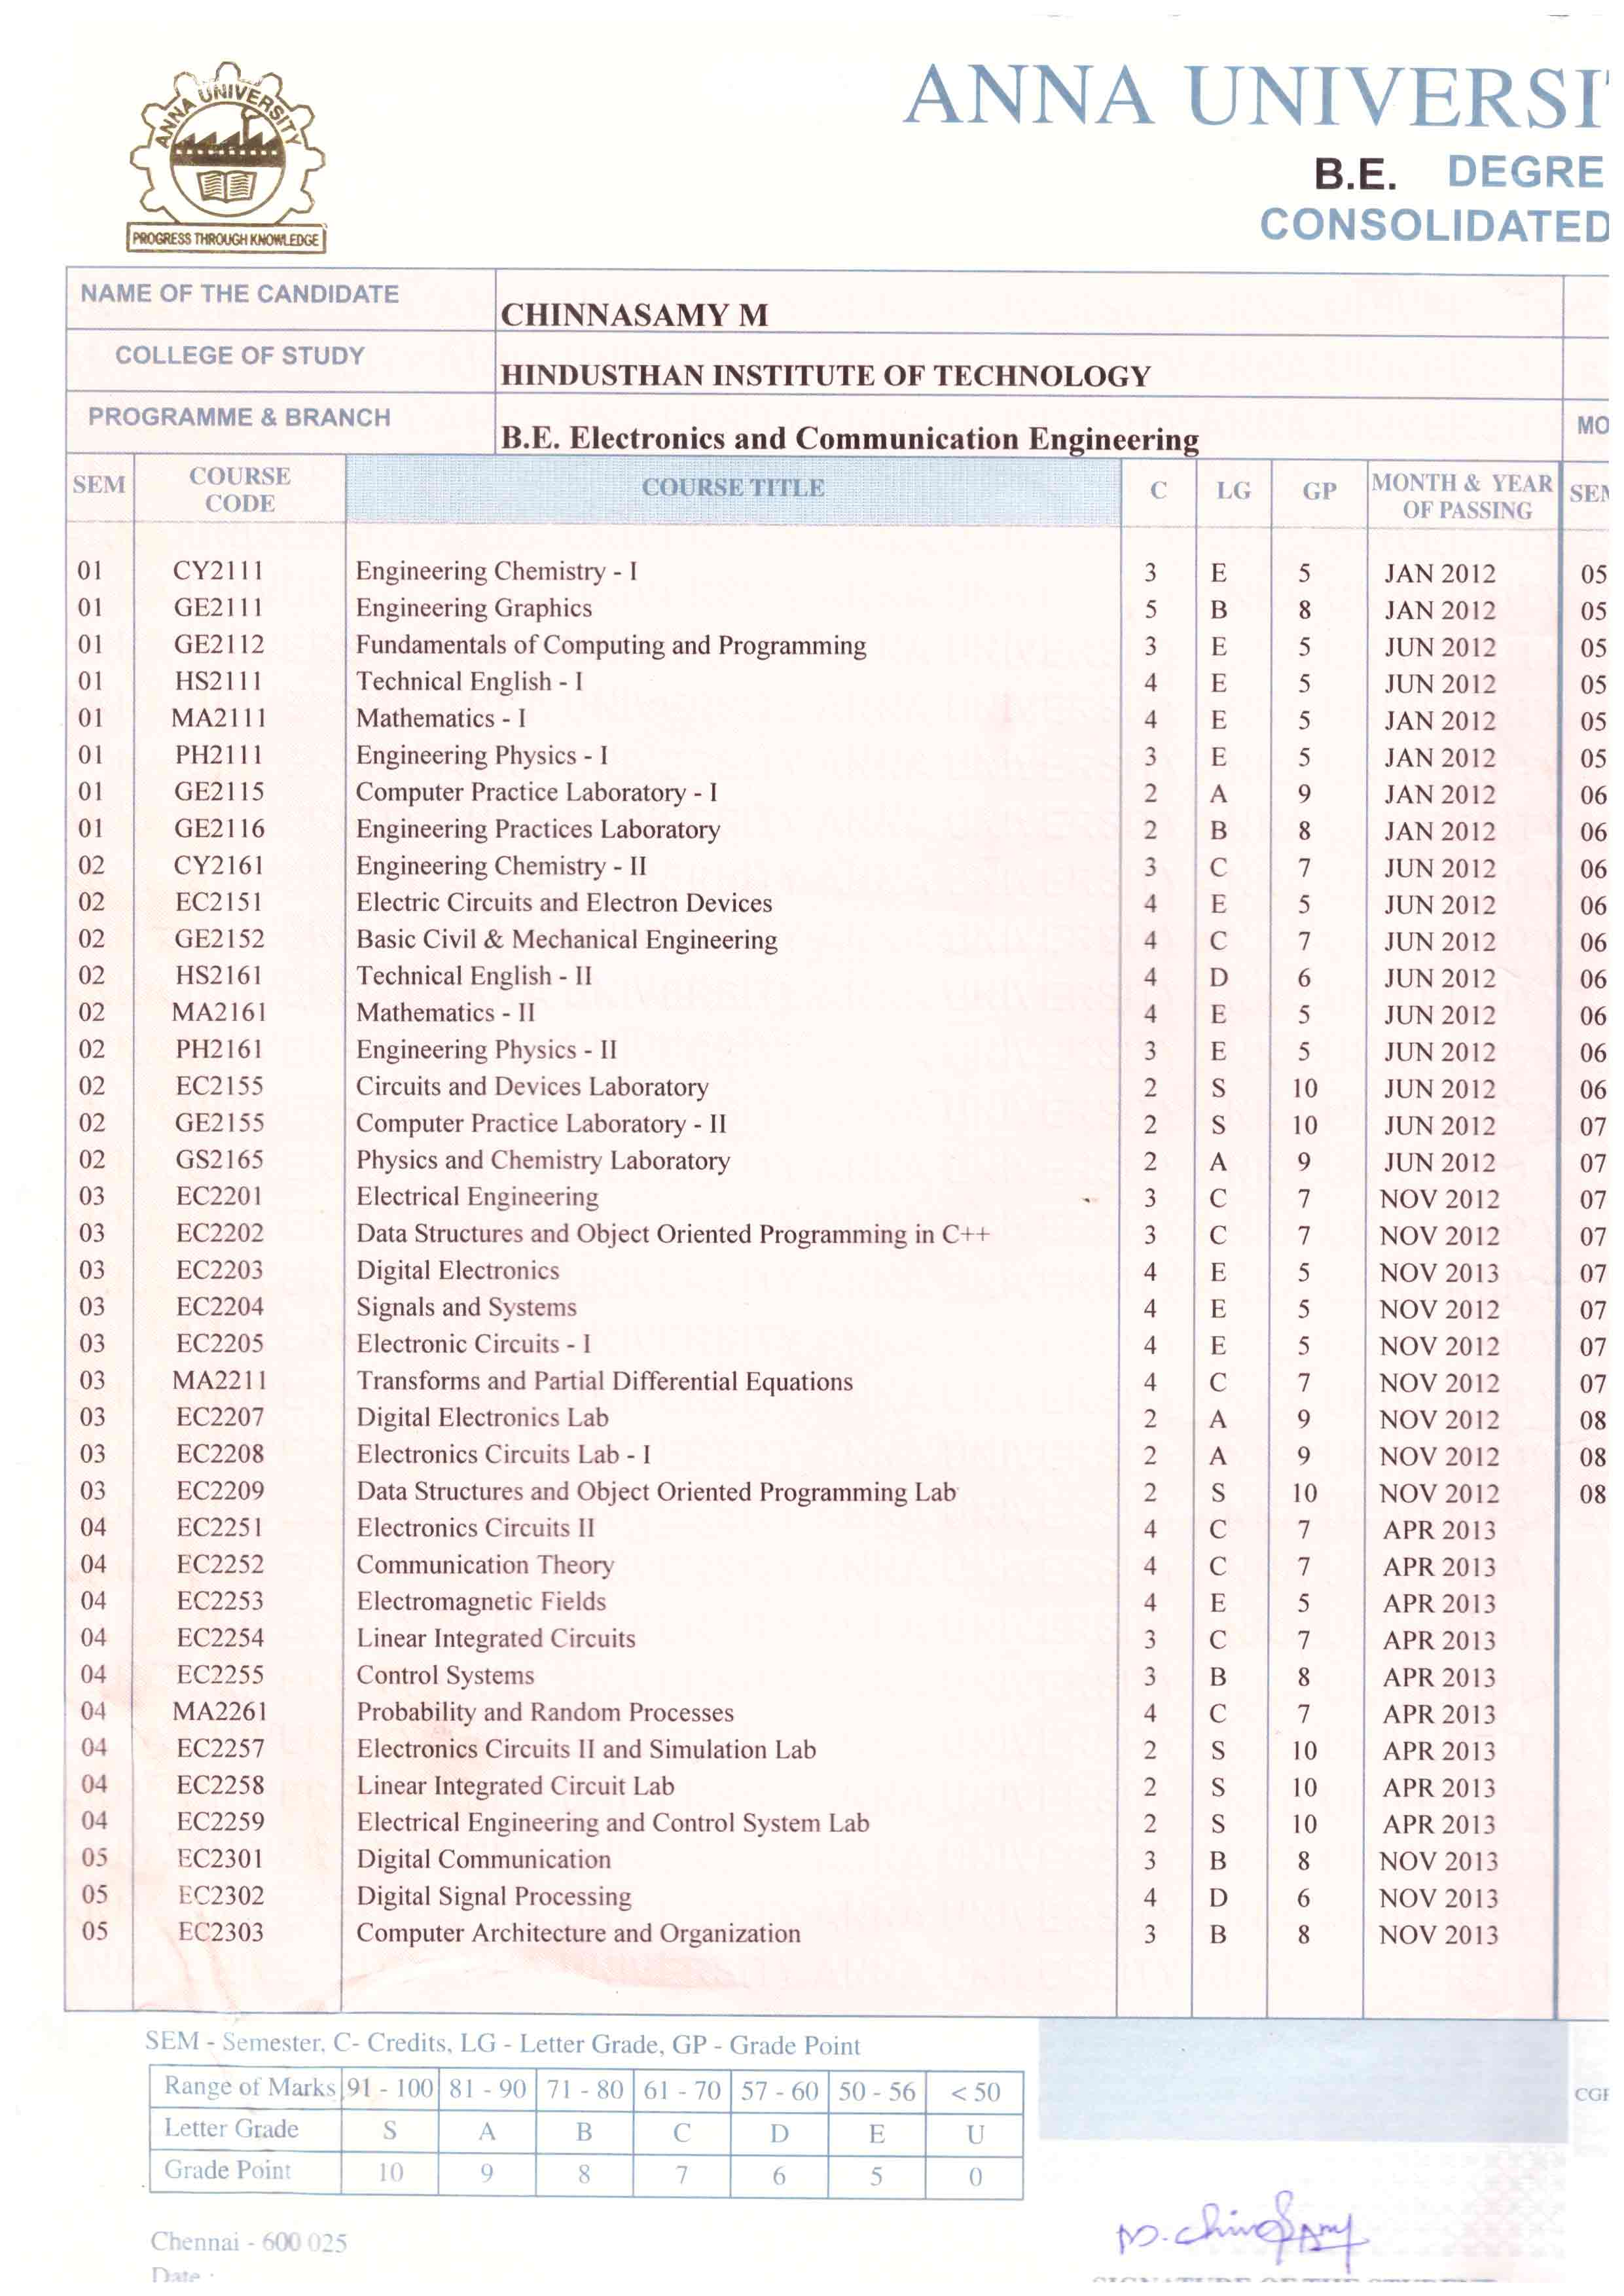 ANNA UNIVERSITY
PROGRESS THROUGH KNOWLEDGE
ANNA UNIVERSI
B.E. DEGRE
CONSOLIDATED
NAME OF THE CANDIDATE CHINNASAMY M
COLLEGE OF STUDY HINDUSTHAN INSTITUTE OF TECHNOLOGY
PROGRAMME & BRANCH B.E. Electronics and Communication Engineering MO
SEM COURSE CODE COURSE TITLE C LG GP MONTH & YEAR OF PASSING SEM
01 CY2111 Engineering Chemistry - I 3 E 5 JAN 2012 05
01 GE2111 Engineering Graphics 5 B 8 JAN 2012 05
01 GE2112 Fundamentals of Computing and Programming 3 E 5 JUN 2012 05
01 HS2111 Technical English - I 4 E 5 JUN 2012 05
01 MA2111 Mathematics - I 4 E 5 JAN 2012 05
01 PH2111 Engineering Physics - I 3 E 5 JAN 2012 05
01 GE2115 Computer Practice Laboratory - I 2 A 9 JAN 2012 06
01 GE2116 Engineering Practices Laboratory 2 B 8 JAN 2012 06
02 CY2161 Engineering Chemistry - II 3 C 7 JUN 2012 06
02 EC2151 Electric Circuits and Electron Devices 4 E 5 JUN 2012 06
02 GE2152 Basic Civil & Mechanical Engineering 4 C 7 JUN 2012 06
02 HS2161 Technical English - II 4 D 6 JUN 2012 06
02 MA2161 Mathematics - II 4 E 5 JUN 2012 06
02 PH2161 Engineering Physics - II 3 E 5 JUN 2012 06
02 EC2155 Circuits and Devices Laboratory 2 S 10 JUN 2012 06
02 GE2155 Computer Practice Laboratory - II 2 S 10 JUN 2012 07
02 GS2165 Physics and Chemistry Laboratory 2 A 9 JUN 2012 07
03 EC2201 Electrical Engineering 3 C 7 NOV 2012 07
03 EC2202 Data Structures and Object Oriented Programming in C++ 3 C 7 NOV 2012 07
03 EC2203 Digital Electronics 4 E 5 NOV 2013 07
03 EC2204 Signals and Systems 4 E 5 NOV 2012 07
03 EC2205 Electronic Circuits - I 4 E 5 NOV 2012 07
03 MA2211 Transforms and Partial Differential Equations 4 C 7 NOV 2012 07
03 EC2207 Digital Electronics Lab 2 A 9 NOV 2012 08
03 EC2208 Electronics Circuits Lab - I 2 A 9 NOV 2012 08
03 EC2209 Data Structures and Object Oriented Programming Lab 2 S 10 NOV 2012 08
04 EC2251 Electronics Circuits II 4 C 7 APR 2013
04 EC2252 Communication Theory 4 C 7 APR 2013
04 EC2253 Electromagnetic Fields 4 E 5 APR 2013
04 EC2254 Linear Integrated Circuits 3 C 7 APR 2013
04 EC2255 Control Systems 3 B 8 APR 2013
04 MA2261 Probability and Random Processes 4 C 7 APR 2013
04 EC2257 Electronics Circuits II and Simulation Lab 2 S 10 APR 2013
04 EC2258 Linear Integrated Circuit Lab 2 S 10 APR 2013
04 EC2259 Electrical Engineering and Control System Lab 2 S 10 APR 2013
05 EC2301 Digital Communication 3 B 8 NOV 2013
05 EC2302 Digital Signal Processing 4 D 6 NOV 2013
05 EC2303 Computer Architecture and Organization 3 B 8 NOV 2013
SEM - Semester, C- Credits, LG - Letter Grade, GP - Grade Point
Range of Marks 91 - 100 81 - 90 71 - 80 61 - 70 57 - 60 50 - 56 < 50
Letter Grade S A B C D E U
Grade Point 10 9 8 7 6 5 0
Chennai - 600 025
Date :